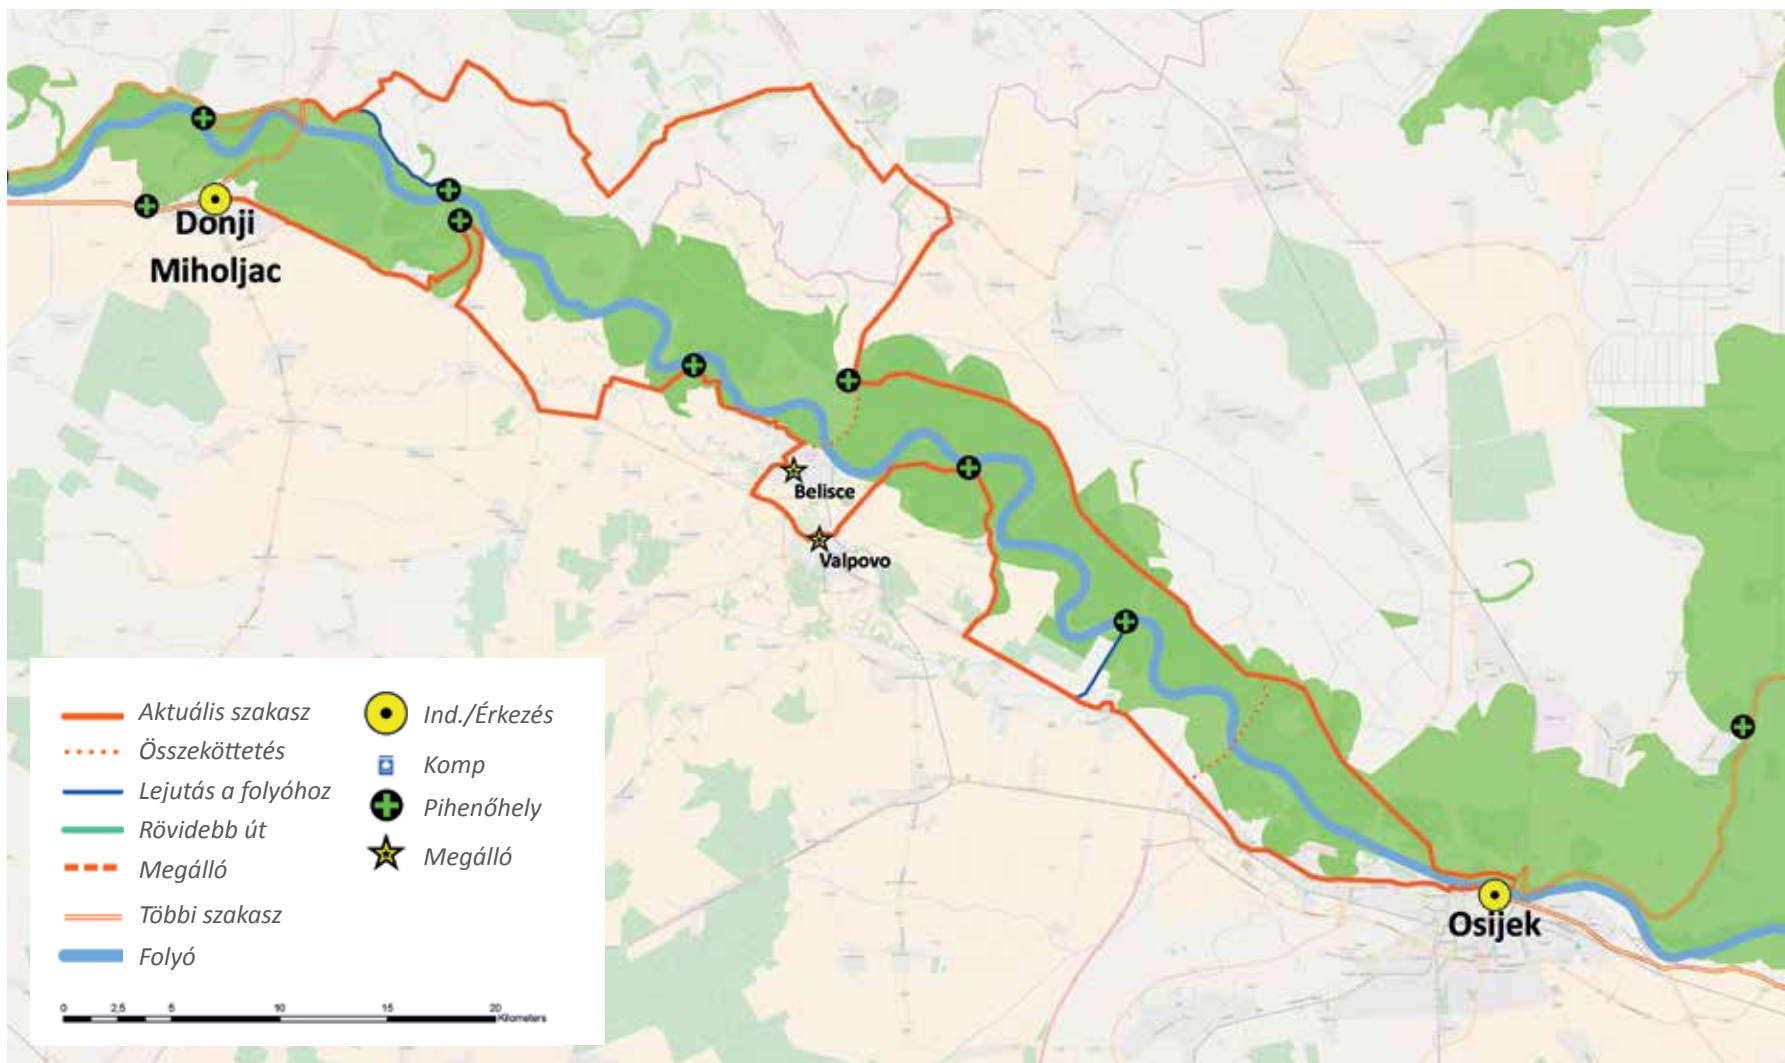 Donji
Miholjac
Belisce
Valpovo
Osijek
Aktuális szakasz
Összeköttetés
Lejutás a folyóhoz
Rövidebb út
Megálló
Többi szakasz
Folyó
Ind./Érkezés
Komp
Pihenőhely
Megálló
0 2,5 5 10 15 20
Kilometers